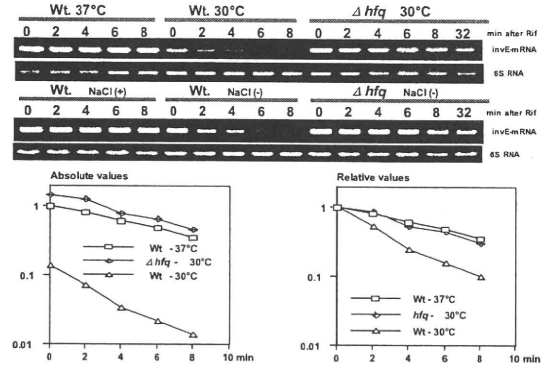 Wt. 37°C Wt. 30°C Δ hfq 30°C
0 2 4 6 8 0 2 4 6 8 0 2 4 6 8 32 min after Rif
invE-mRNA
6S RNA
Wt. NaCl (+) Wt. NaCl (-) Δ hfq NaCl (-)
0 2 4 6 8 0 2 4 6 8 0 2 4 6 8 32 min after Rif
invE-mRNA
6S RNA
Absolute values
1
0.1
0.01
0 2 4 6 8 10 min
Wt - 37°C
Δ hfq - 30°C
Wt - 30°C
Relative values
1
0.1
0.01
0 2 4 6 8 10 min
Wt - 37°C
hfq - 30°C
Wt - 30°C